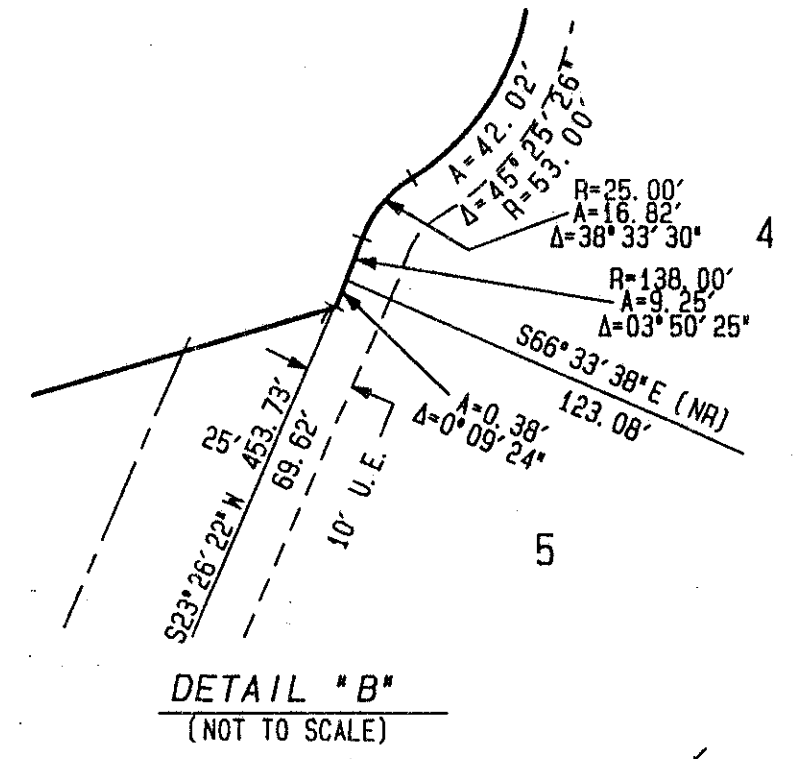 A=42.02'
Δ=45°25'26"
R=53.00'
R=25.00'
A=16.82'
Δ=38°33'30"
4
R=138.00'
A=9.25'
Δ=03°50'25"
S66°33'38"E (NR)
123.08'
A=0.38'
Δ=0°09'24"
25'
S23°26'22"W 453.73'
69.62'
10' U.E.
5
DETAIL "B"
(NOT TO SCALE)